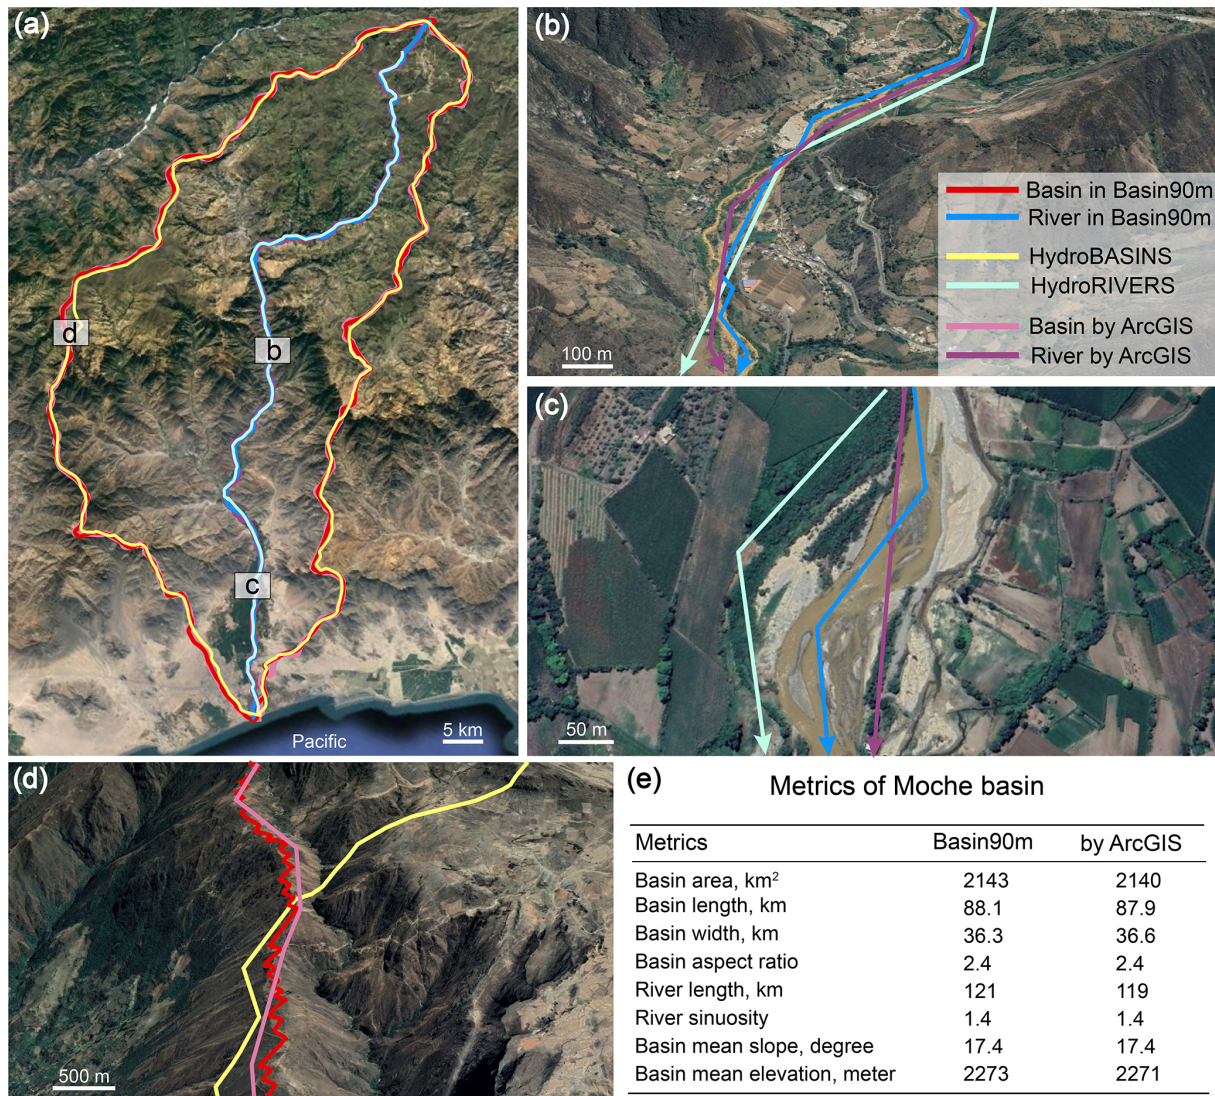 (a)
d
b
c
5 km
Pacific
(b)
Basin in Basin90m
River in Basin90m
HydroBASINS
HydroRIVERS
Basin by ArcGIS
River by ArcGIS
100 m
(c)
50 m
(d)
500 m
(e) Metrics of Moche basin
Metrics Basin90m by ArcGIS
Basin area, km² 2143 2140
Basin length, km 88.1 87.9
Basin width, km 36.3 36.6
Basin aspect ratio 2.4 2.4
River length, km 121 119
River sinuosity 1.4 1.4
Basin mean slope, degree 17.4 17.4
Basin mean elevation, meter 2273 2271